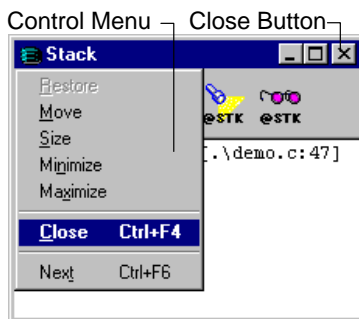 Control Menu Close Button
Stack
Restore
Move
Size
Minimize
Maximize
Close Ctrl+F4
Next Ctrl+F6
@STK @STK
[.\demo.c:47]